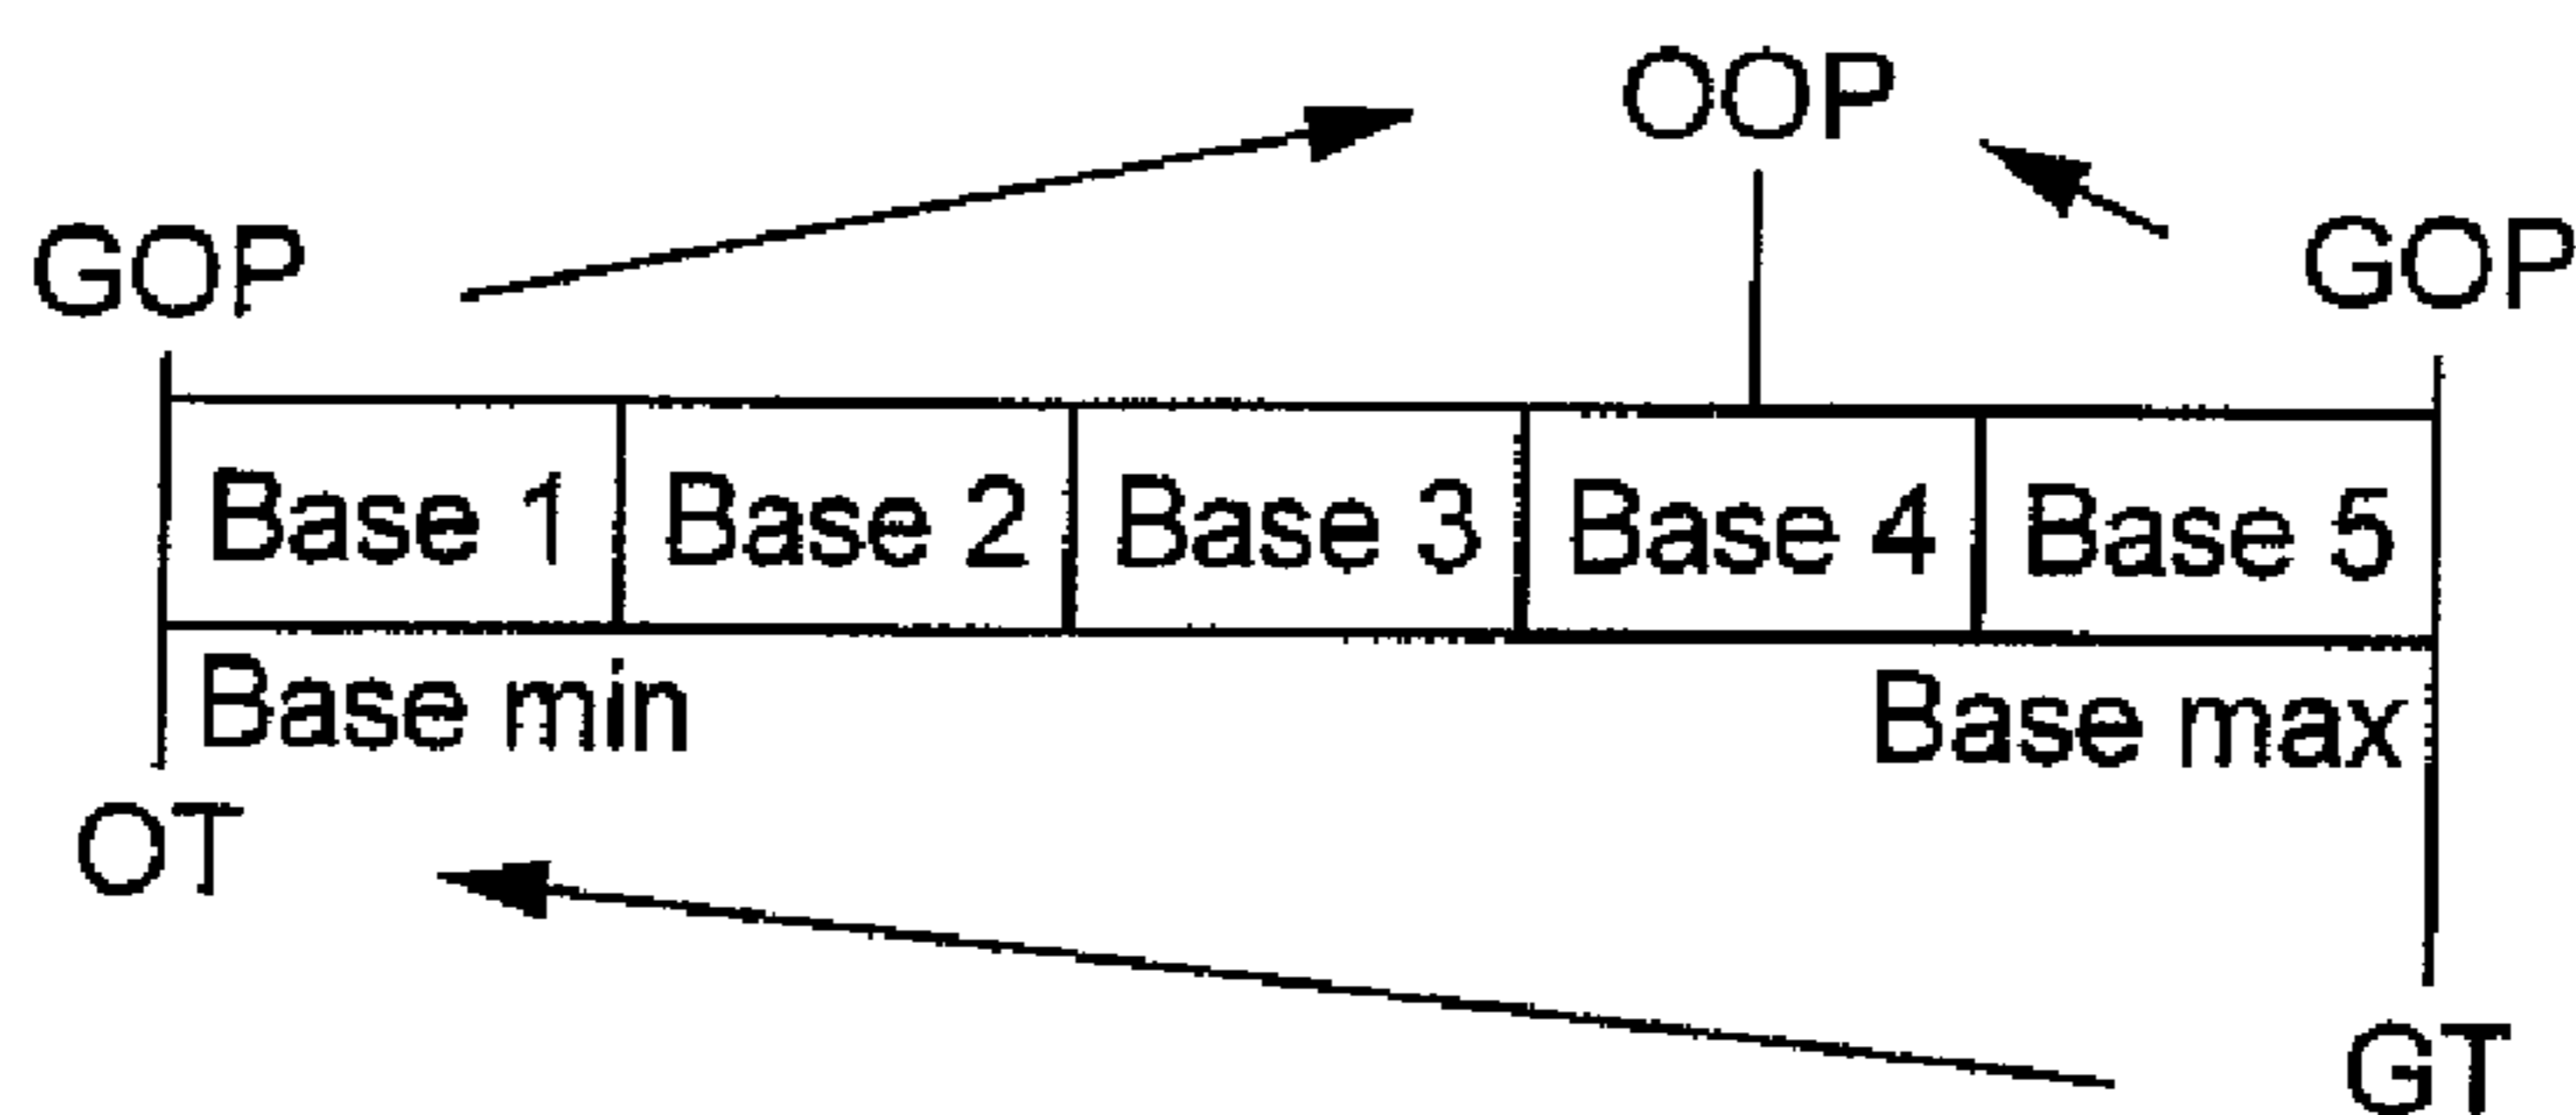 OOP
GOP GOP
Base 1 Base 2 Base 3 Base 4 Base 5
Base min Base max
OT
GT